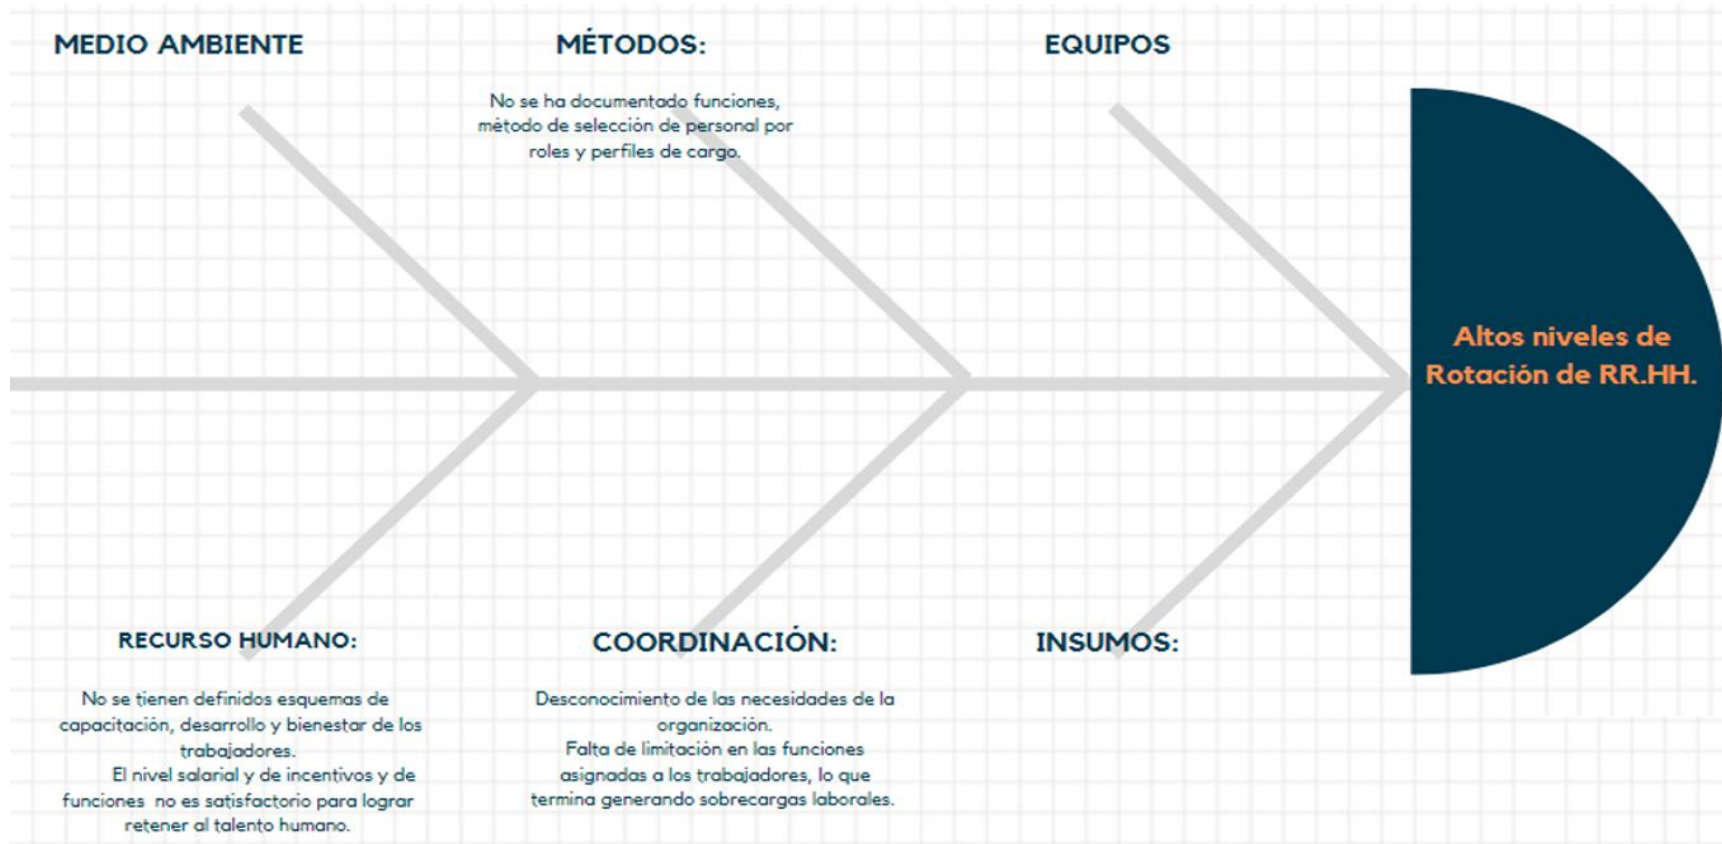 MEDIO AMBIENTE
MÉTODOS:
No se ha documentado funciones,
método de selección de personal por
roles y perfiles de cargo.
EQUIPOS
Altos niveles de
Rotación de RR.HH.
RECURSO HUMANO:
No se tienen definidos esquemas de
capacitación, desarrollo y bienestar de los
trabajadores.
El nivel salarial y de incentivos y de
funciones no es satisfactorio para lograr
retener al talento humano.
COORDINACIÓN:
Desconocimiento de las necesidades de la
organización.
Falta de limitación en las funciones
asignadas a los trabajadores, lo que
termina generando sobrecargas laborales.
INSUMOS: